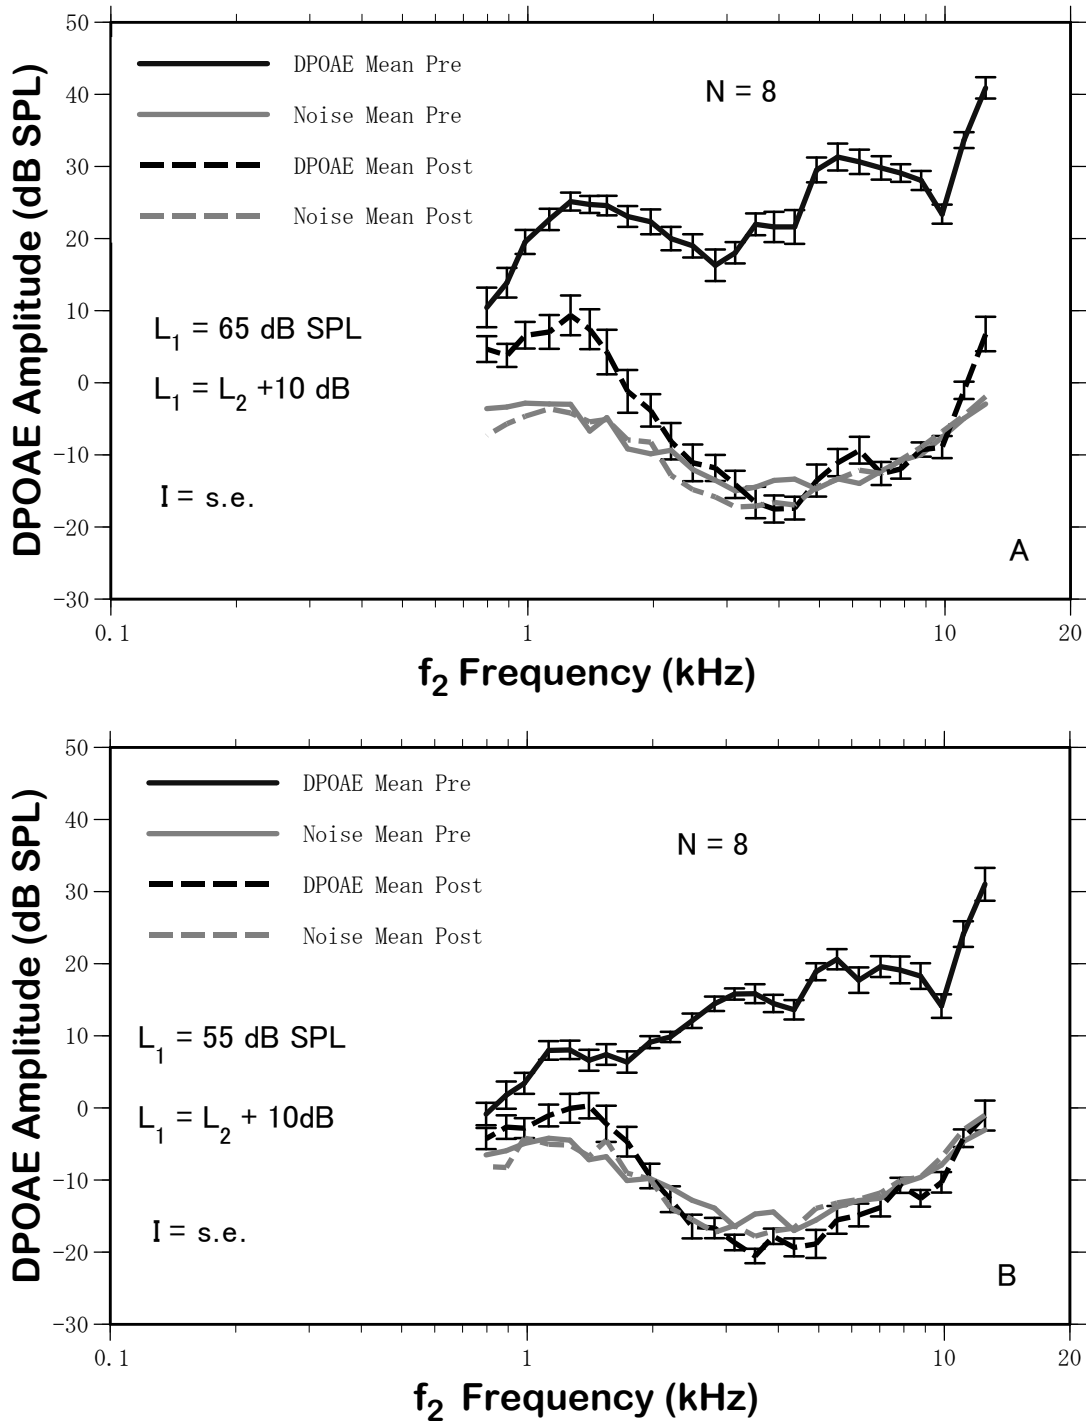 50
40
30
20
10
0
−10
−20
−30
DPOAE Amplitude (dB SPL)
DPOAE Mean Pre
Noise Mean Pre
DPOAE Mean Post
Noise Mean Post
N = 8
L1 = 65 dB SPL
L1 = L2 +10 dB
I = s.e.
A
0.1 1 10 20
f2 Frequency (kHz)
50
40
30
20
10
0
−10
−20
−30
DPOAE Amplitude (dB SPL)
DPOAE Mean Pre
Noise Mean Pre
DPOAE Mean Post
Noise Mean Post
N = 8
L1 = 55 dB SPL
L1 = L2 + 10dB
I = s.e.
B
0.1 1 10 20
f2 Frequency (kHz)